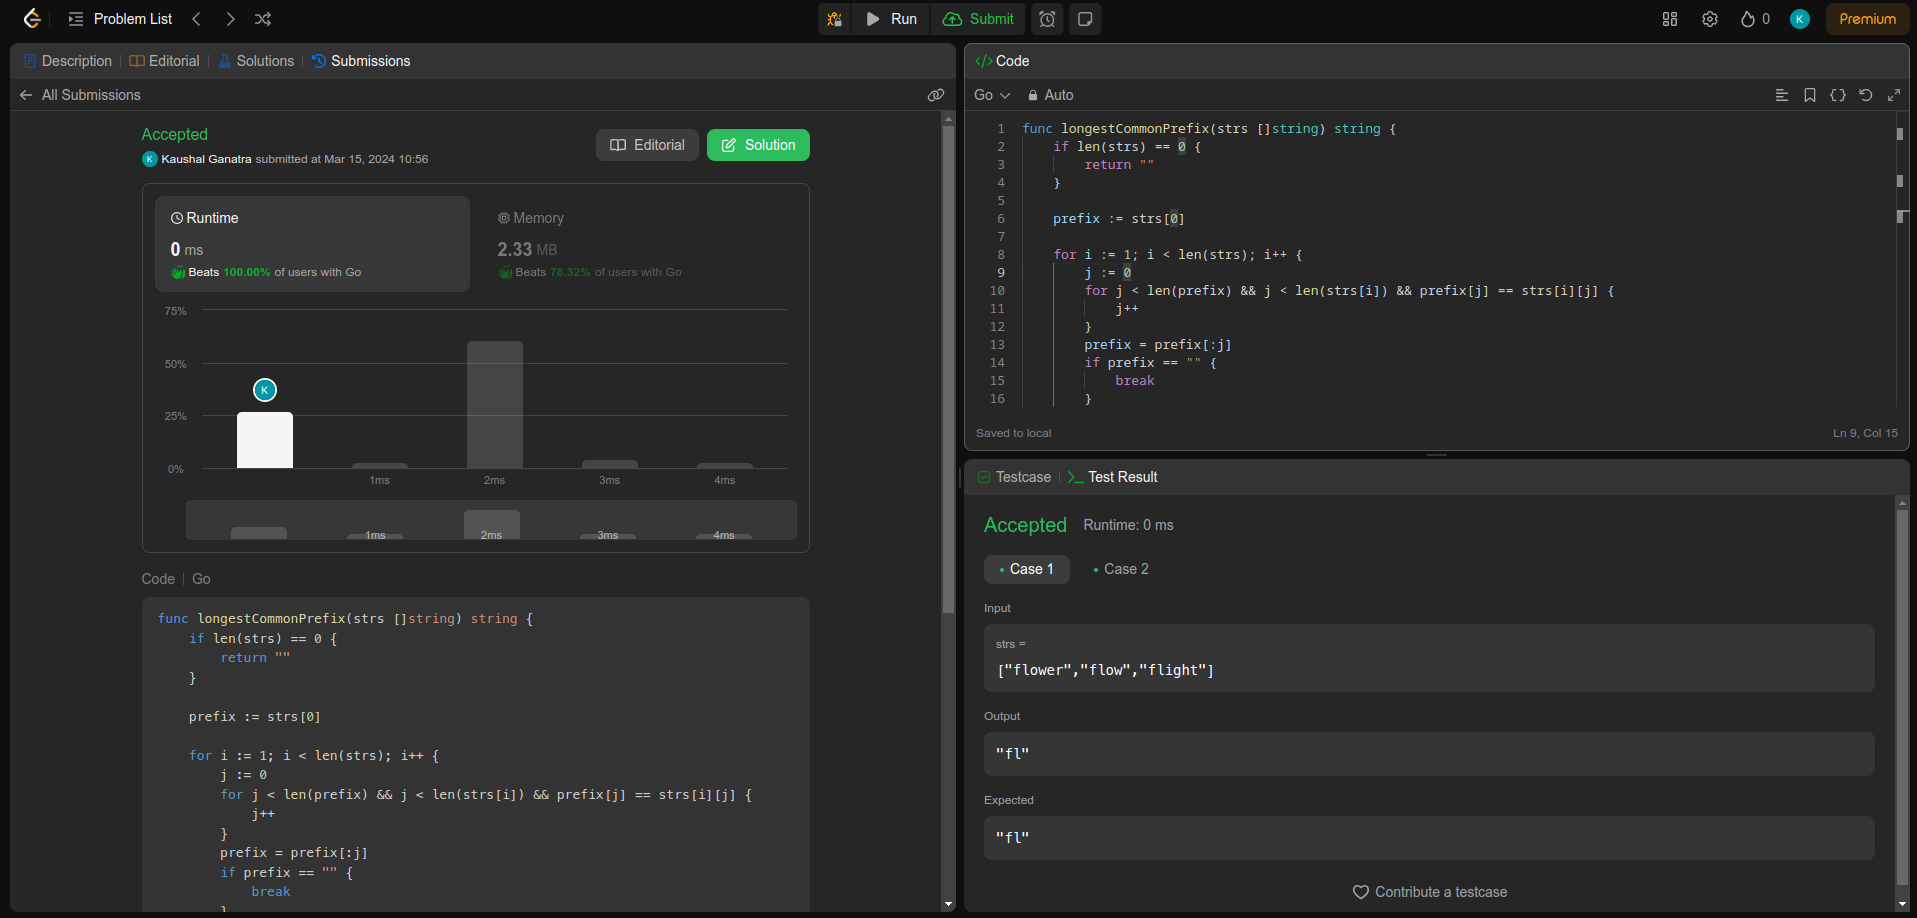 Problem List
Run
Submit
0
K
Premium
Description | Editorial | Solutions | Submissions
All Submissions
Accepted
K Kaushal Ganatra submitted at Mar 15, 2024 10:56
Editorial
Solution
Runtime
0 ms
Beats 100.00% of users with Go
Memory
2.33 MB
Beats 78.32% of users with Go
75%
50%
25%
0%
K
1ms
2ms
3ms
4ms
1ms
2ms
3ms
4ms
Code | Go
func longestCommonPrefix(strs []string) string {
    if len(strs) == 0 {
        return ""
    }
    prefix := strs[0]
    for i := 1; i < len(strs); i++ {
        j := 0
        for j < len(prefix) && j < len(strs[i]) && prefix[j] == strs[i][j] {
            j++
        }
        prefix = prefix[:j]
        if prefix == "" {
            break
        }
</> Code
Go
Auto
1 func longestCommonPrefix(strs []string) string {
2     if len(strs) == 0 {
3         return ""
4     }
5
6     prefix := strs[0]
7
8     for i := 1; i < len(strs); i++ {
9         j := 0
10         for j < len(prefix) && j < len(strs[i]) && prefix[j] == strs[i][j] {
11             j++
12         }
13         prefix = prefix[:j]
14         if prefix == "" {
15             break
16         }
Saved to local
Ln 9, Col 15
Testcase | Test Result
Accepted Runtime: 0 ms
• Case 1
• Case 2
Input
strs =
["flower","flow","flight"]
Output
"fl"
Expected
"fl"
Contribute a testcase